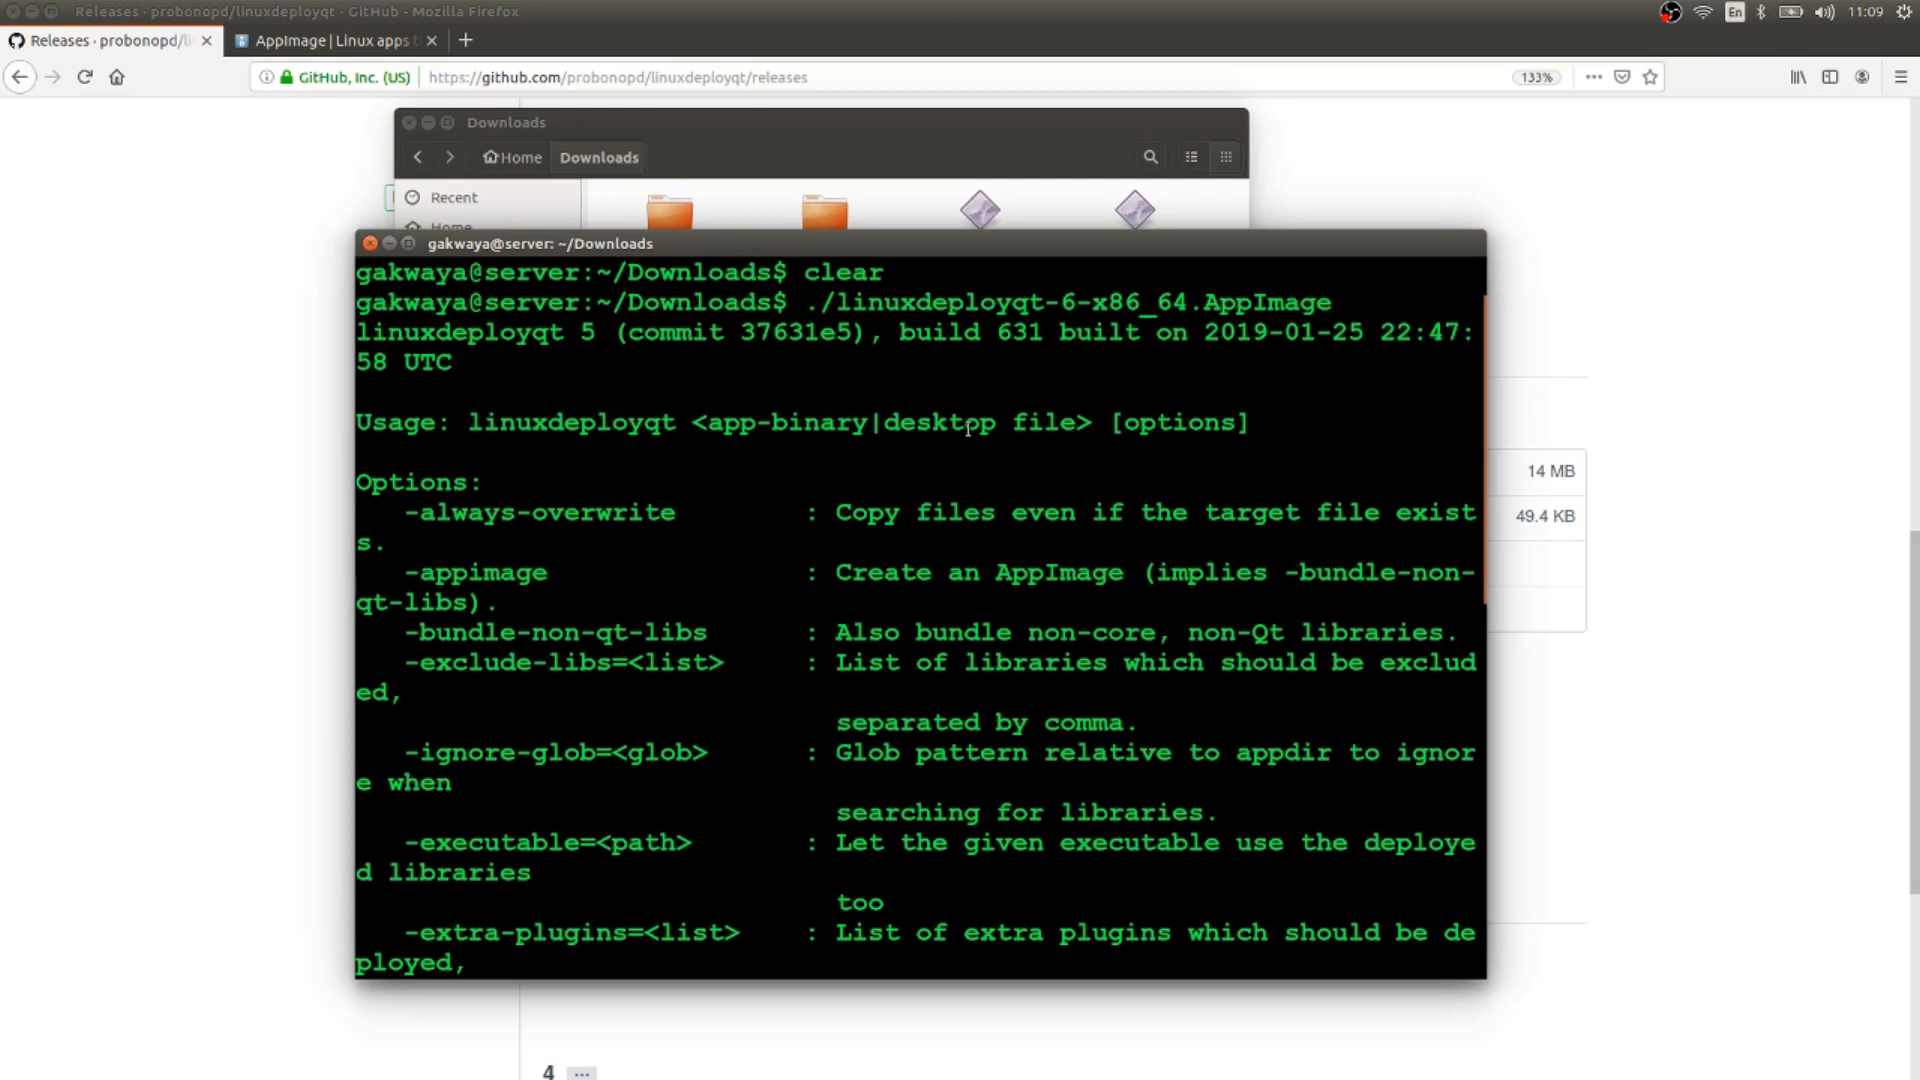 Releases · probonopd/linuxdeployqt · GitHub - Mozilla Firefox
En
11:09
Releases · probonopd/li
AppImage | Linux apps t
GitHub, Inc. (US)
https://github.com/probonopd/linuxdeployqt/releases
133%
Downloads
Home
Downloads
Recent
Home
gakwaya@server: ~/Downloads
gakwaya@server:~/Downloads$ clear
gakwaya@server:~/Downloads$ ./linuxdeployqt-6-x86_64.AppImage
linuxdeployqt 5 (commit 37631e5), build 631 built on 2019-01-25 22:47:
58 UTC
Usage: linuxdeployqt <app-binary|desktop file> [options]
Options:
-always-overwrite : Copy files even if the target file exist
s.
-appimage : Create an AppImage (implies -bundle-non-
qt-libs).
-bundle-non-qt-libs : Also bundle non-core, non-Qt libraries.
-exclude-libs=<list> : List of libraries which should be exclud
ed,
separated by comma.
-ignore-glob=<glob> : Glob pattern relative to appdir to ignor
e when
searching for libraries.
-executable=<path> : Let the given executable use the deploye
d libraries
too
-extra-plugins=<list> : List of extra plugins which should be de
ployed,
14 MB
49.4 KB
4 ...